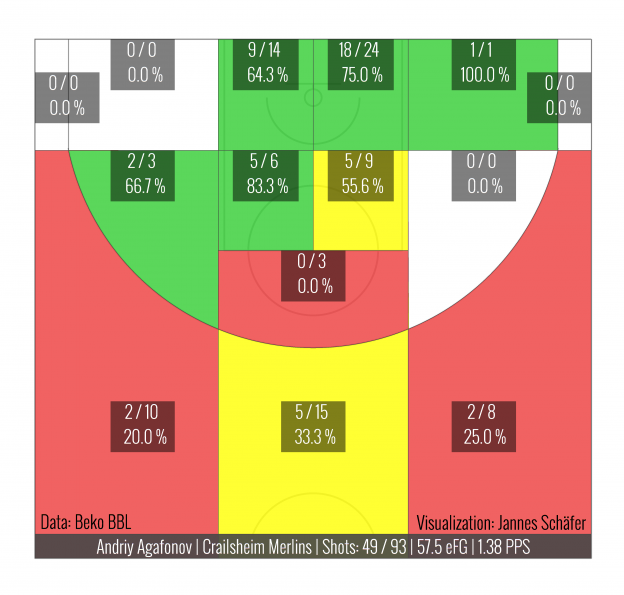 0 / 0
0.0 %
9 / 14
64.3 %
18 / 24
75.0 %
1 / 1
100.0 %
0 / 0
0.0 %
0 / 0
0.0 %
2 / 3
66.7 %
5 / 6
83.3 %
5 / 9
55.6 %
0 / 0
0.0 %
0 / 3
0.0 %
2 / 10
20.0 %
5 / 15
33.3 %
2 / 8
25.0 %
Data: Beko BBL
Visualization: Jannes Schäfer
Andriy Agafonov | Crailsheim Merlins | Shots: 49 / 93 | 57.5 eFG | 1.38 PPS